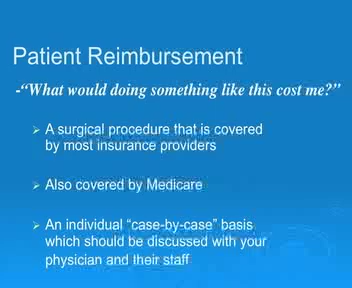 Patient Reimbursement
-“What would doing something like this cost me?”
A surgical procedure that is covered
by most insurance providers
Also covered by Medicare
An individual “case-by-case” basis
which should be discussed with your
physician and their staff